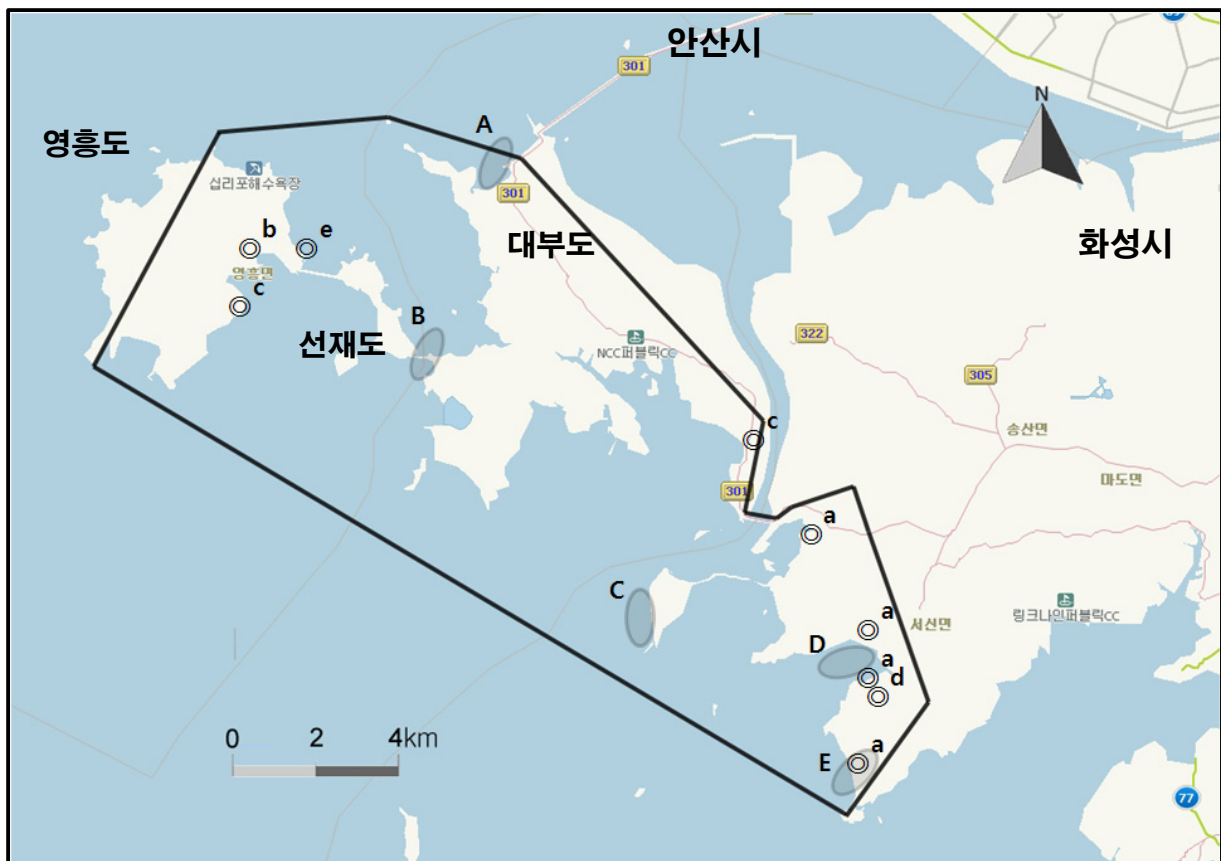 안산시
301
N
영흥도
A
십리포해수욕장
301
대부도
화성시
b
e
영흥면
c
선재도
B
NCC퍼블릭CC
322
305
c
송산면
마도면
301
a
C
a
서신면
링크나인퍼블릭CC
D
a
d
0 2 4km
E
a
77